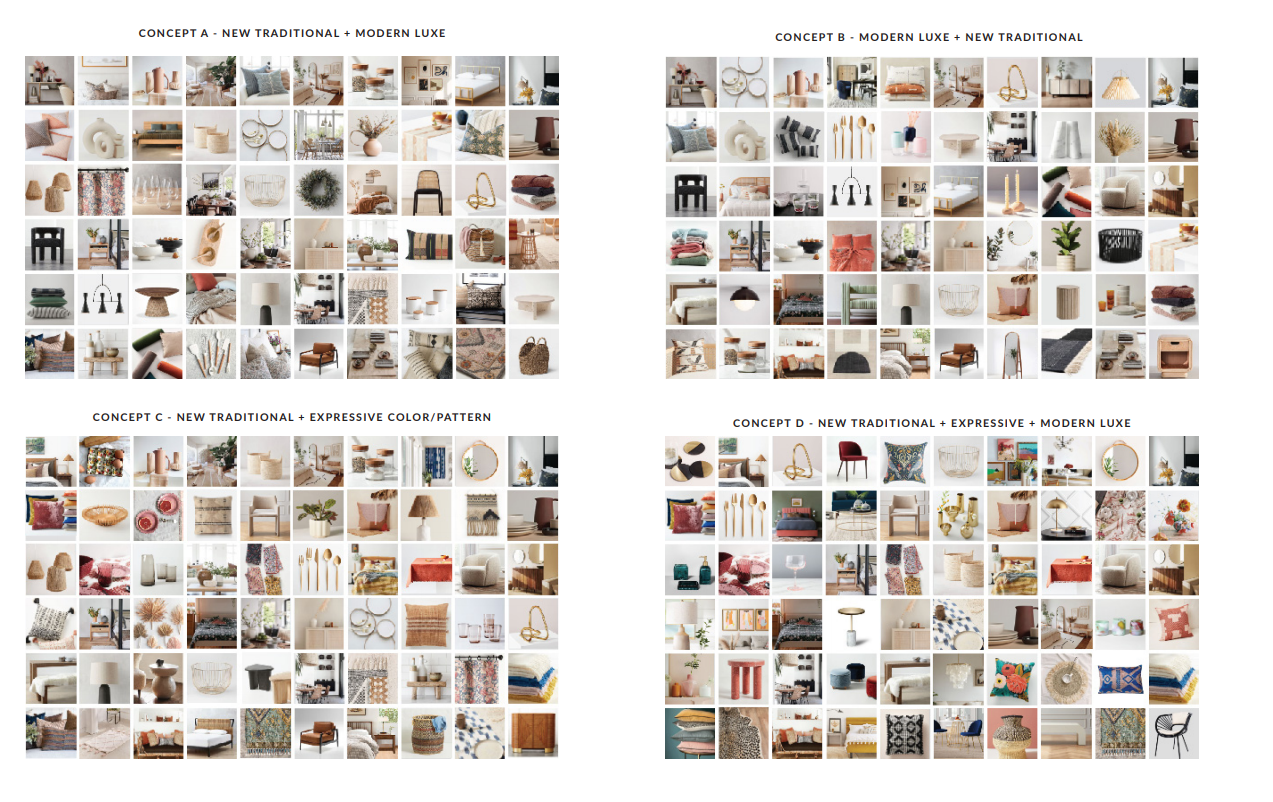 CONCEPT A - NEW TRADITIONAL + MODERN LUXE
CONCEPT B - MODERN LUXE + NEW TRADITIONAL
CONCEPT C - NEW TRADITIONAL + EXPRESSIVE COLOR/PATTERN
CONCEPT D - NEW TRADITIONAL + EXPRESSIVE + MODERN LUXE